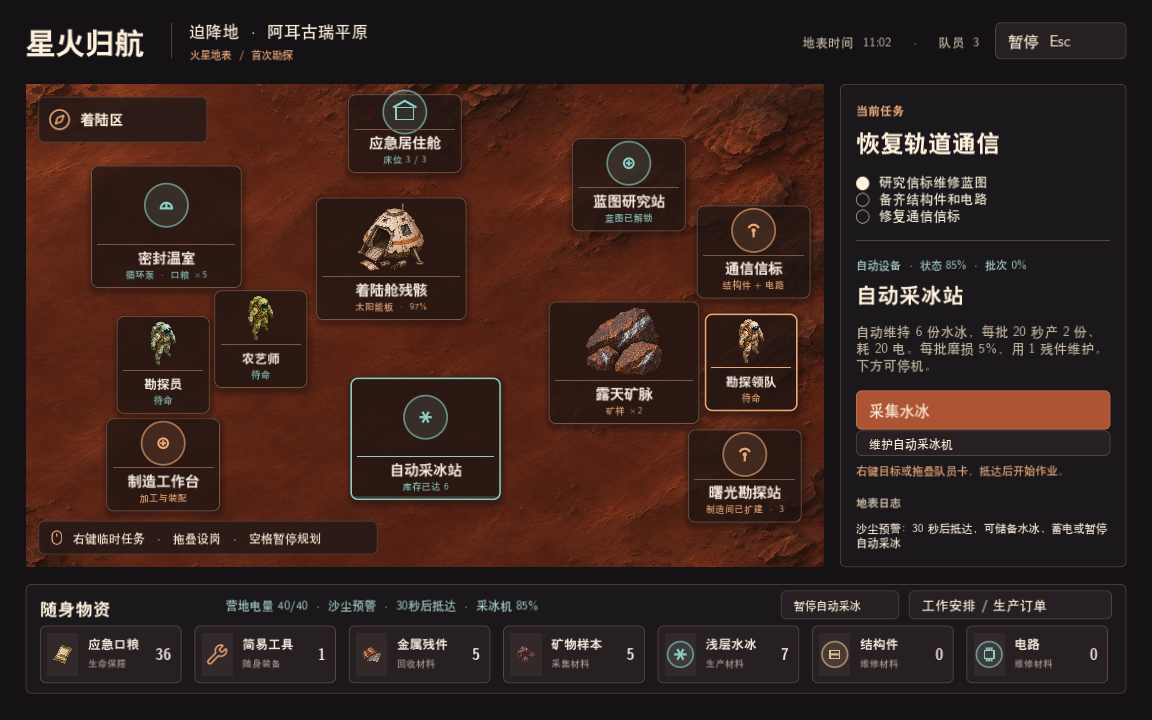 星火归航
迫降地 · 阿耳古瑞平原
火星地表 / 首次勘探
地表时间 11:02 · 队员 3
暂停 Esc
着陆区
应急居住舱
床位 3 / 3
密封温室
循环泵 · 口粮 ×5
着陆舱残骸
太阳能板 · 97%
蓝图研究站
蓝图已解锁
通信信标
结构件 + 电路
勘探员
待命
农艺师
待命
露天矿脉
矿样 ×2
勘探领队
待命
制造工作台
加工与装配
自动采冰站
库存已达 6
曙光勘探站
制造间已扩建 · 3
右键临时任务 · 拖叠设岗 · 空格暂停规划
当前任务
恢复轨道通信
研究信标维修蓝图
备齐结构件和电路
修复通信信标
自动设备 · 状态 85% · 批次 0%
自动采冰站
自动维持 6 份水冰。每批 20 秒产 2 份、
耗 20 电。每批磨损 5%，用 1 残件维护。
下方可停机。
采集水冰
维护自动采冰机
右键目标或拖叠队员卡，抵达后开始作业。
地表日志
沙尘预警：30 秒后抵达，可储备水冰、蓄电或暂停
自动采冰
随身物资
营地电量 40/40 · 沙尘预警 · 30秒后抵达 · 采冰机 85%
暂停自动采冰
工作安排 / 生产订单
应急口粮
生命保障
36
简易工具
随身装备
1
金属残件
回收材料
5
矿物样本
采集材料
5
浅层水冰
生产材料
7
结构件
维修材料
0
电路
维修材料
0